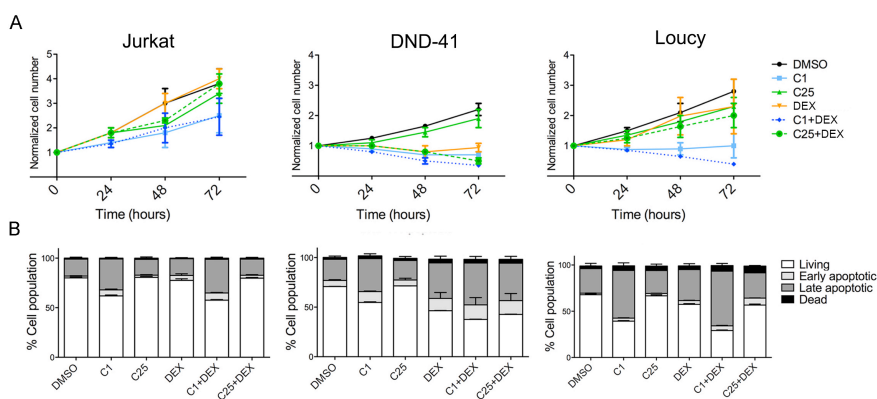 A
Jurkat
DND-41
Loucy
Normalized cell number
5
4
3
2
1
0
24
48
72
Time (hours)
Normalized cell number
4
3
2
1
0
24
48
72
Time (hours)
Normalized cell number
4
3
2
1
0
24
48
72
Time (hours)
DMSO
C1
C25
DEX
C1+DEX
C25+DEX
B
% Cell population
100
50
0
DMSO
C1
C25
DEX
C1+DEX
C25+DEX
% Cell population
100
50
0
DMSO
C1
C25
DEX
C1+DEX
C25+DEX
% Cell population
100
50
0
DMSO
C1
C25
DEX
C1+DEX
C25+DEX
Living
Early apoptotic
Late apoptotic
Dead